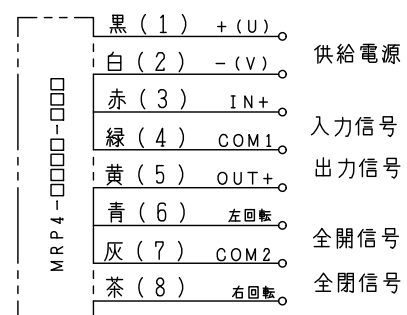 黒(1) +(U)
白(2) -(V)
供給電源
赤(3) IN+
緑(4) COM1
入力信号
黄(5) OUT+
出力信号
青(6) 左回転
灰(7) COM2
全開信号
茶(8) 右回転
全閉信号
MRP4-□□□□-□□□